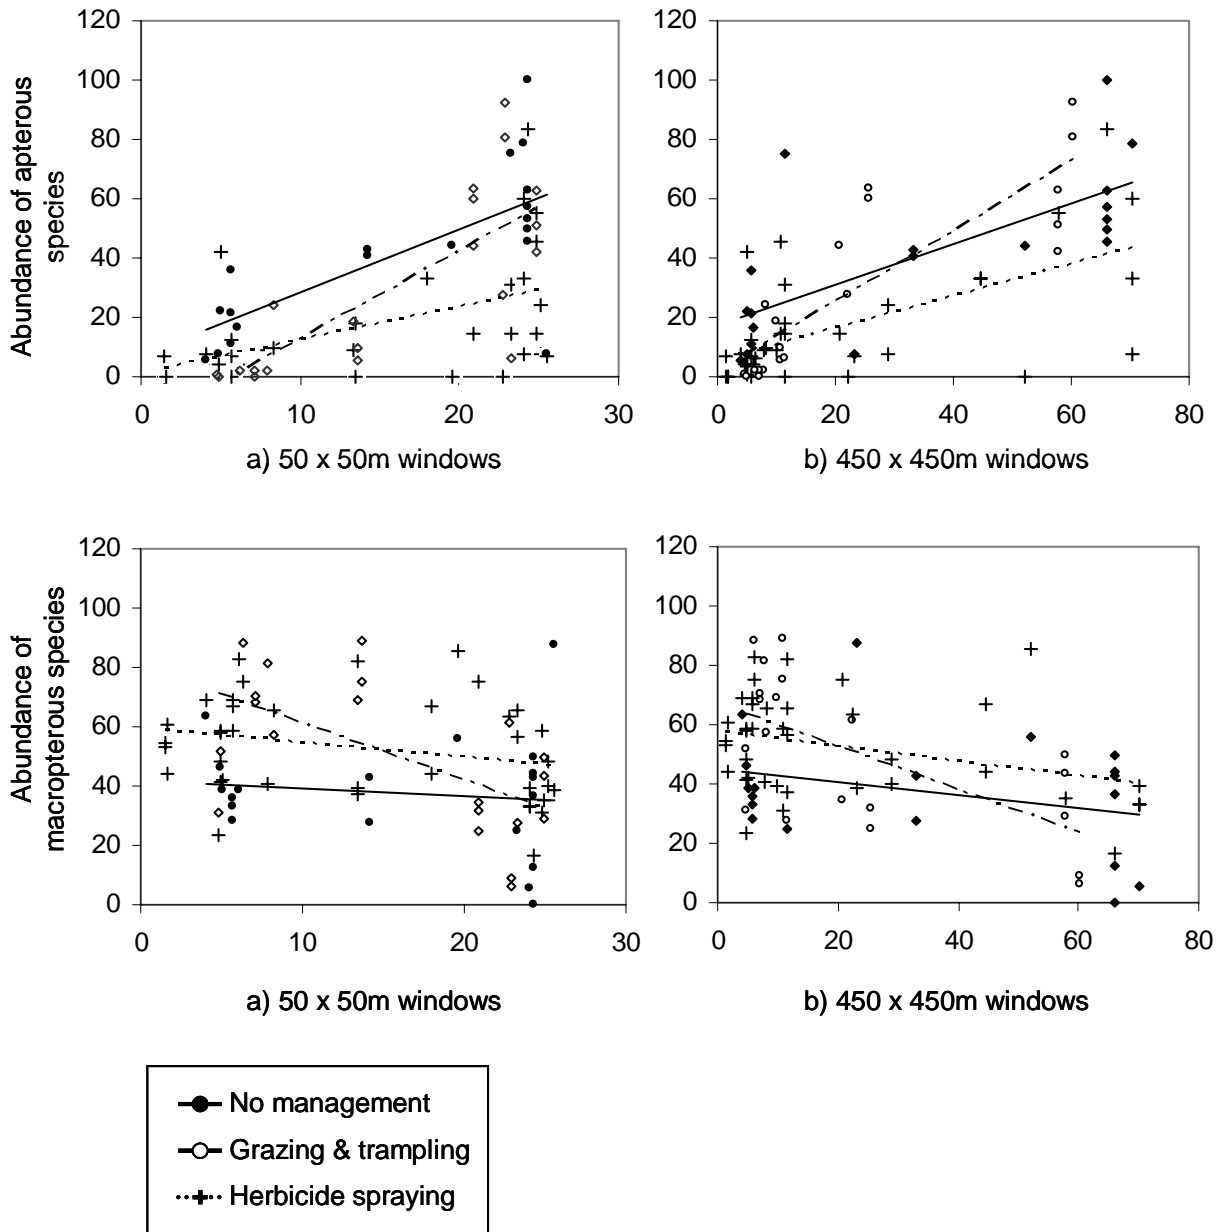 120
100
80
60
40
20
0
0 10 20 30
Abundance of apterous
species
a) 50 x 50m windows
120
100
80
60
40
20
0
0 20 40 60 80
b) 450 x 450m windows
120
100
80
60
40
20
0
0 10 20 30
Abundance of
macropterous species
a) 50 x 50m windows
120
100
80
60
40
20
0
0 20 40 60 80
b) 450 x 450m windows
No management
Grazing & trampling
Herbicide spraying